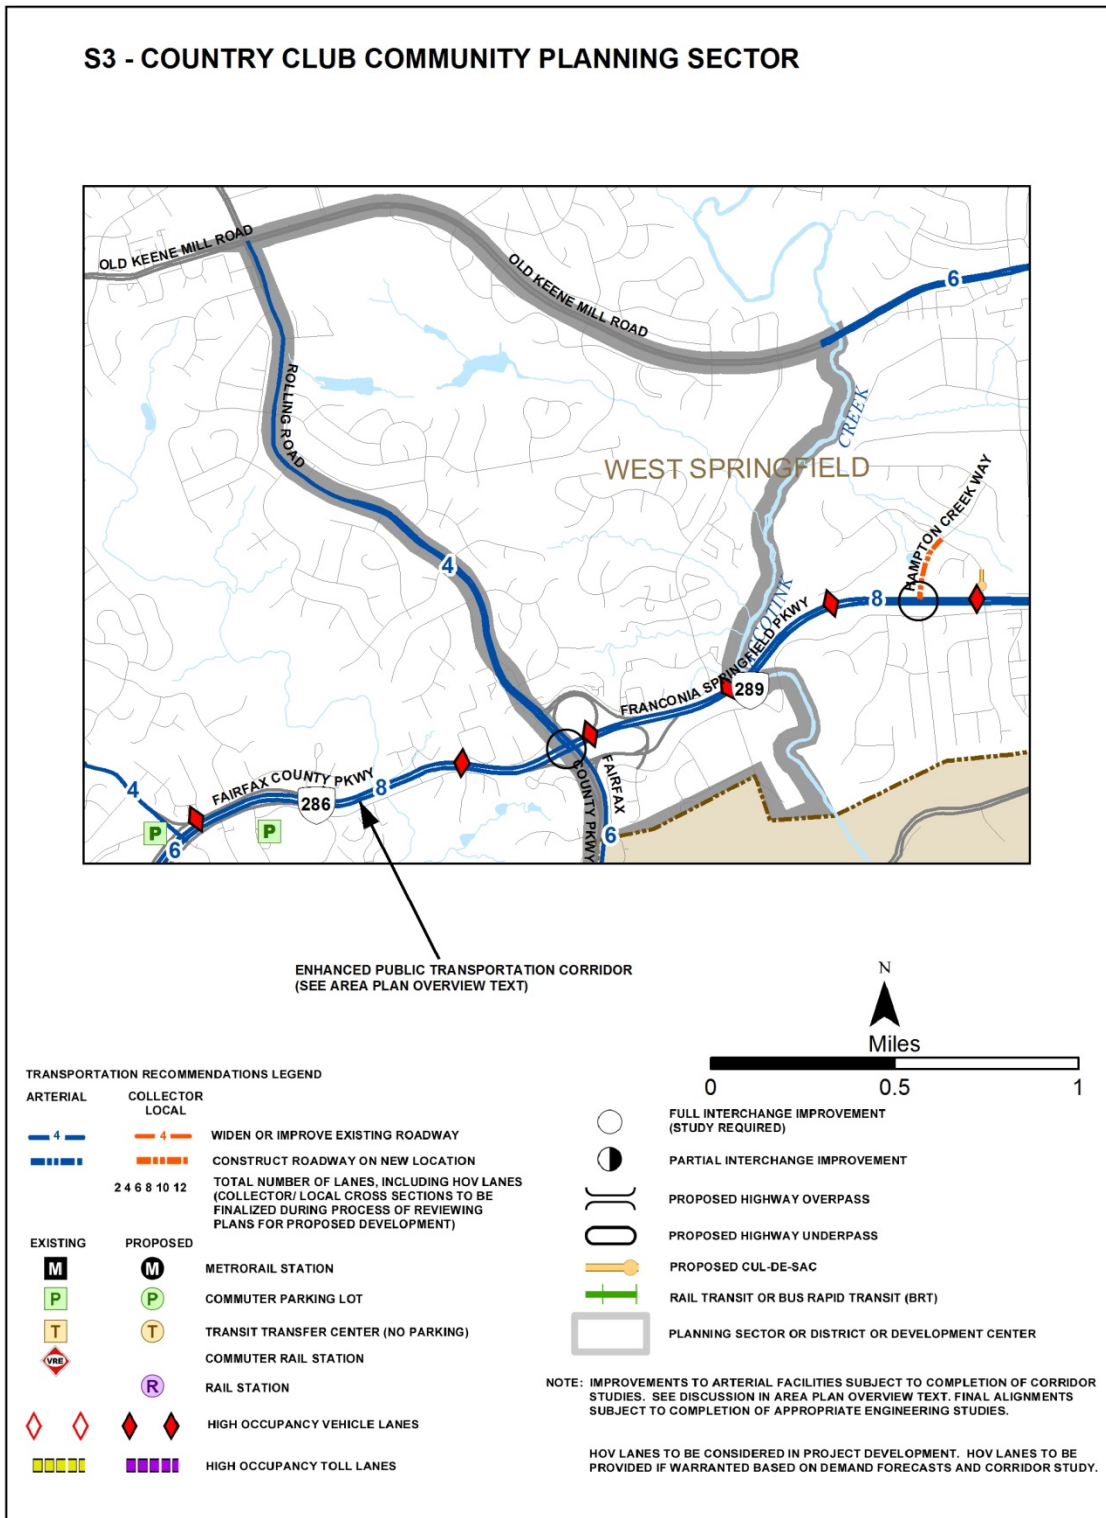 S3 - COUNTRY CLUB COMMUNITY PLANNING SECTOR
OLD KEENE MILL ROAD
OLD KEENE MILL ROAD
6
ROLLING ROAD
CREEK
WEST SPRINGFIELD
HAMPTON CREEK WAY
4
8
FRANCONIA SPRINGFIELD PKWY
289
FAIRFAX
COUNTY PKWY
4
FAIRFAX COUNTY PKWY
286
8
P
P
6
6
ENHANCED PUBLIC TRANSPORTATION CORRIDOR
(SEE AREA PLAN OVERVIEW TEXT)
N
Miles
0 0.5 1
TRANSPORTATION RECOMMENDATIONS LEGEND
ARTERIAL COLLECTOR
LOCAL
4 4 WIDEN OR IMPROVE EXISTING ROADWAY
CONSTRUCT ROADWAY ON NEW LOCATION
2 4 6 8 10 12 TOTAL NUMBER OF LANES, INCLUDING HOV LANES
(COLLECTOR/ LOCAL CROSS SECTIONS TO BE
FINALIZED DURING PROCESS OF REVIEWING
PLANS FOR PROPOSED DEVELOPMENT)
EXISTING PROPOSED
M M METRORAIL STATION
P P COMMUTER PARKING LOT
T T TRANSIT TRANSFER CENTER (NO PARKING)
VRE COMMUTER RAIL STATION
R RAIL STATION
HIGH OCCUPANCY VEHICLE LANES
HIGH OCCUPANCY TOLL LANES
FULL INTERCHANGE IMPROVEMENT
(STUDY REQUIRED)
PARTIAL INTERCHANGE IMPROVEMENT
PROPOSED HIGHWAY OVERPASS
PROPOSED HIGHWAY UNDERPASS
PROPOSED CUL-DE-SAC
RAIL TRANSIT OR BUS RAPID TRANSIT (BRT)
PLANNING SECTOR OR DISTRICT OR DEVELOPMENT CENTER
NOTE: IMPROVEMENTS TO ARTERIAL FACILITIES SUBJECT TO COMPLETION OF CORRIDOR
STUDIES. SEE DISCUSSION IN AREA PLAN OVERVIEW TEXT. FINAL ALIGNMENTS
SUBJECT TO COMPLETION OF APPROPRIATE ENGINEERING STUDIES.
HOV LANES TO BE CONSIDERED IN PROJECT DEVELOPMENT. HOV LANES TO BE
PROVIDED IF WARRANTED BASED ON DEMAND FORECASTS AND CORRIDOR STUDY.